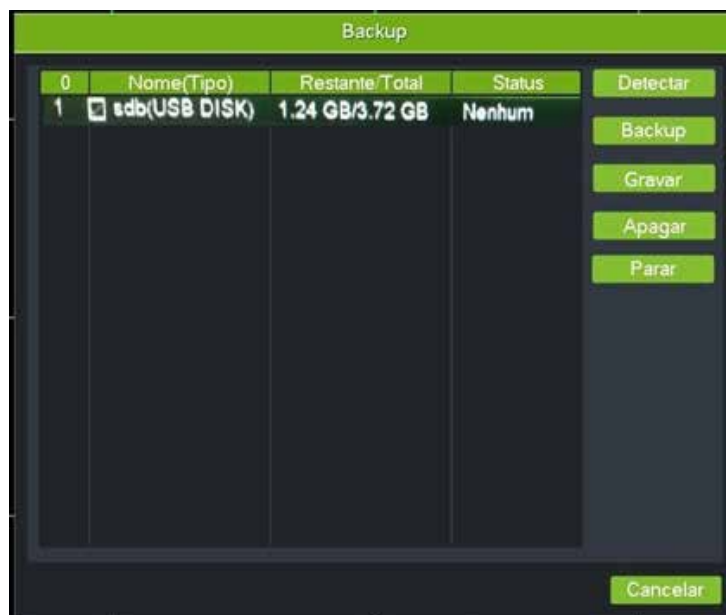 Backup
0 Nome(Tipo) Restante/Total Status
1 sdb(USB DISK) 1.24 GB/3.72 GB Nenhum
Detectar
Backup
Gravar
Apagar
Parar
Cancelar